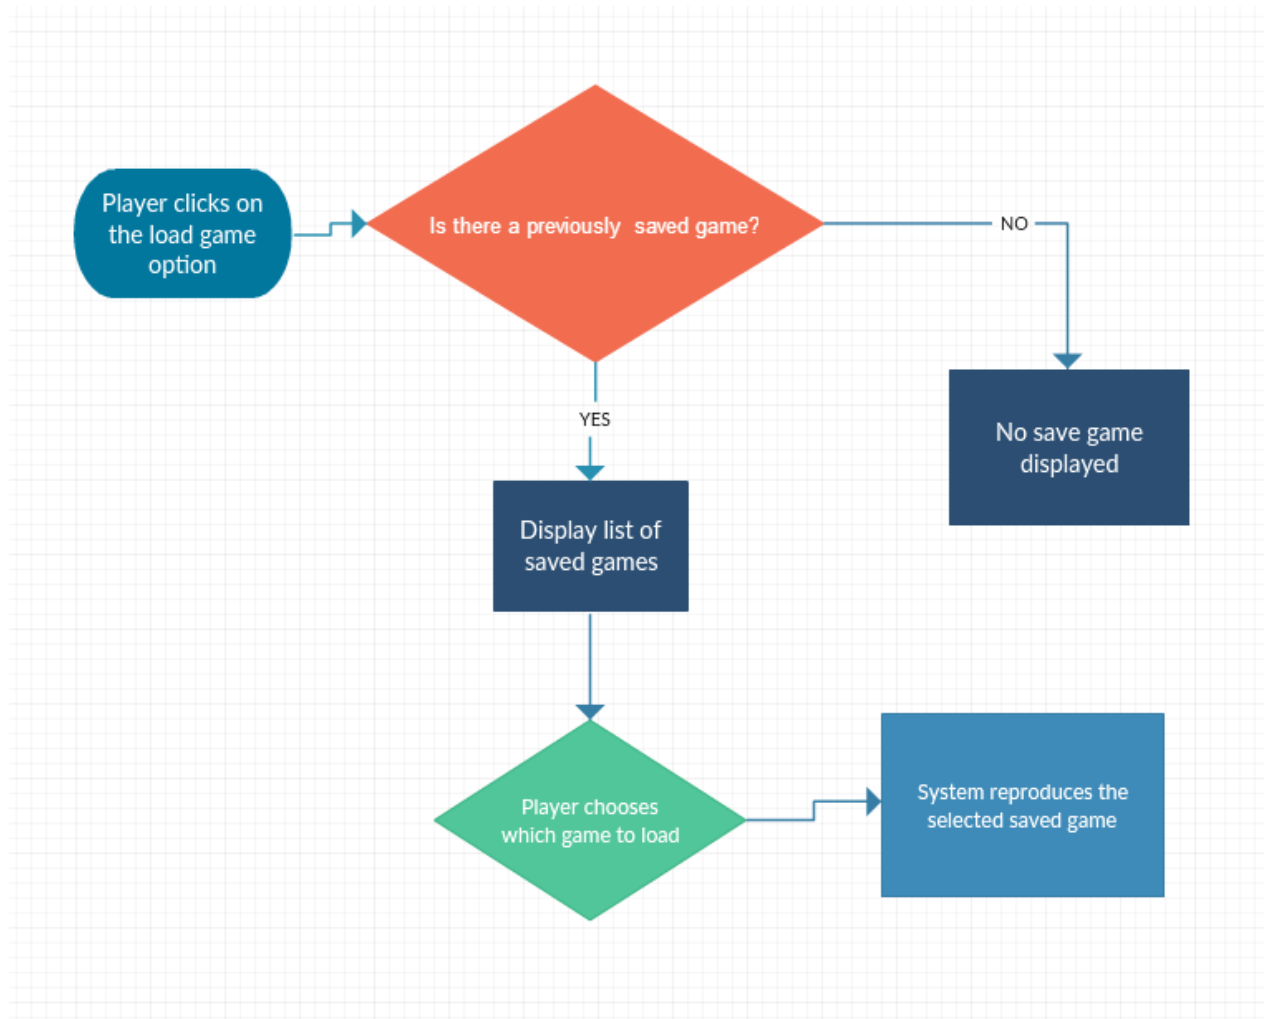 Player clicks on
the load game
option
Is there a previously  saved game?
NO
YES
No save game
displayed
Display list of
saved games
Player chooses
which game to load
System reproduces the
selected saved game